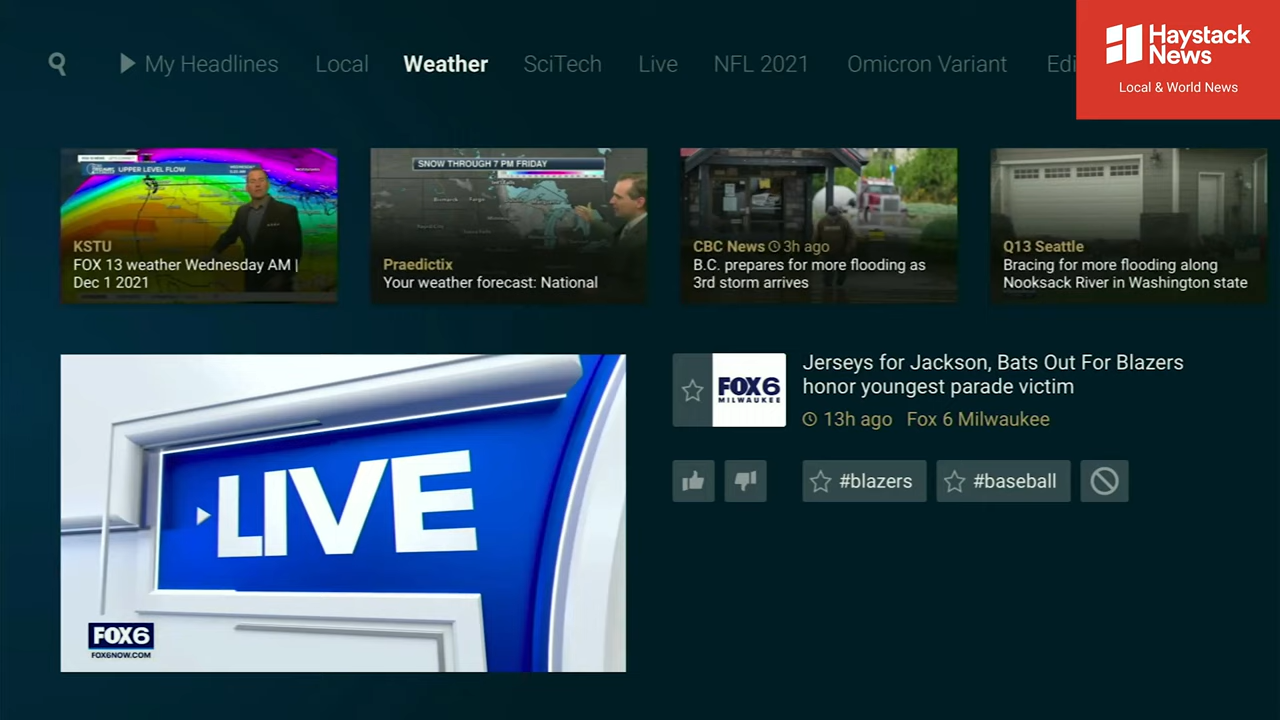 My Headlines
Local
Weather
SciTech
Live
NFL 2021
Omicron Variant
Edi
Haystack
News
Local & World News
UPPER LEVEL FLOW
KSTU
FOX 13 weather Wednesday AM |
Dec 1 2021
SNOW THROUGH 7 PM FRIDAY
Bismarck
Fargo
Praedictix
Your weather forecast: National
CBC News 3h ago
B.C. prepares for more flooding as
3rd storm arrives
Q13 Seattle
Bracing for more flooding along
Nooksack River in Washington state
LIVE
FOX6
FOX6NOW.COM
FOX6
MILWAUKEE
Jerseys for Jackson, Bats Out For Blazers
honor youngest parade victim
13h ago Fox 6 Milwaukee
#blazers
#baseball